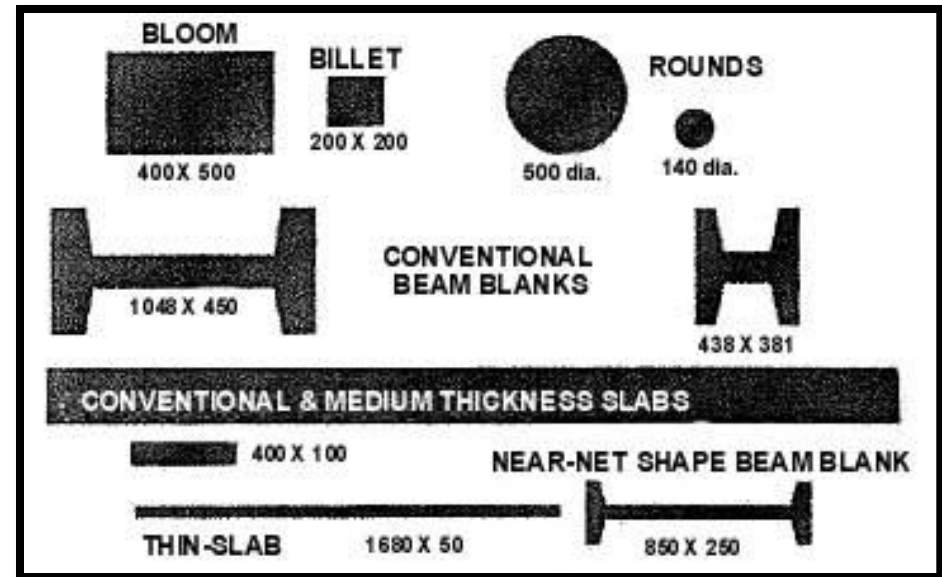 BLOOM
BILLET
ROUNDS
400 X 500
200 X 200
500 dia.
140 dia.
CONVENTIONAL
BEAM BLANKS
1048 X 450
438 X 381
CONVENTIONAL & MEDIUM THICKNESS SLABS
400 X 100
NEAR-NET SHAPE BEAM BLANK
THIN-SLAB
1680 X 50
850 X 250